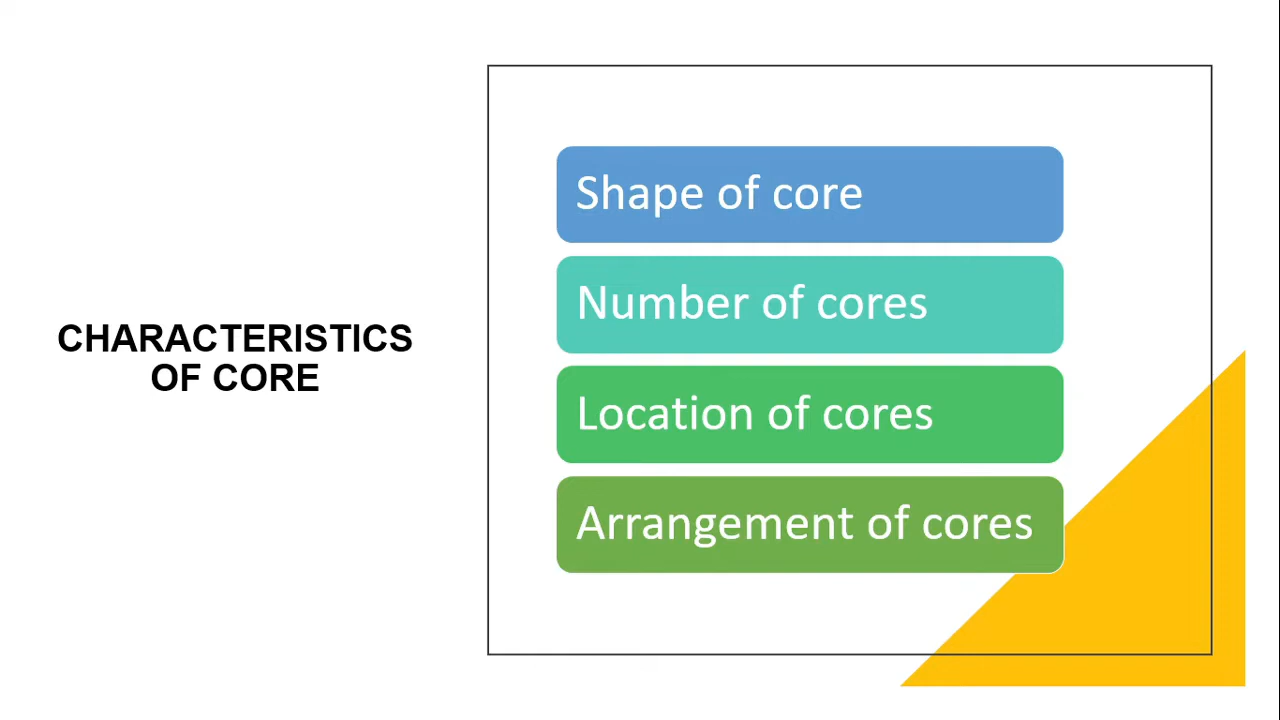 CHARACTERISTICS
OF CORE
Shape of core
Number of cores
Location of cores
Arrangement of cores